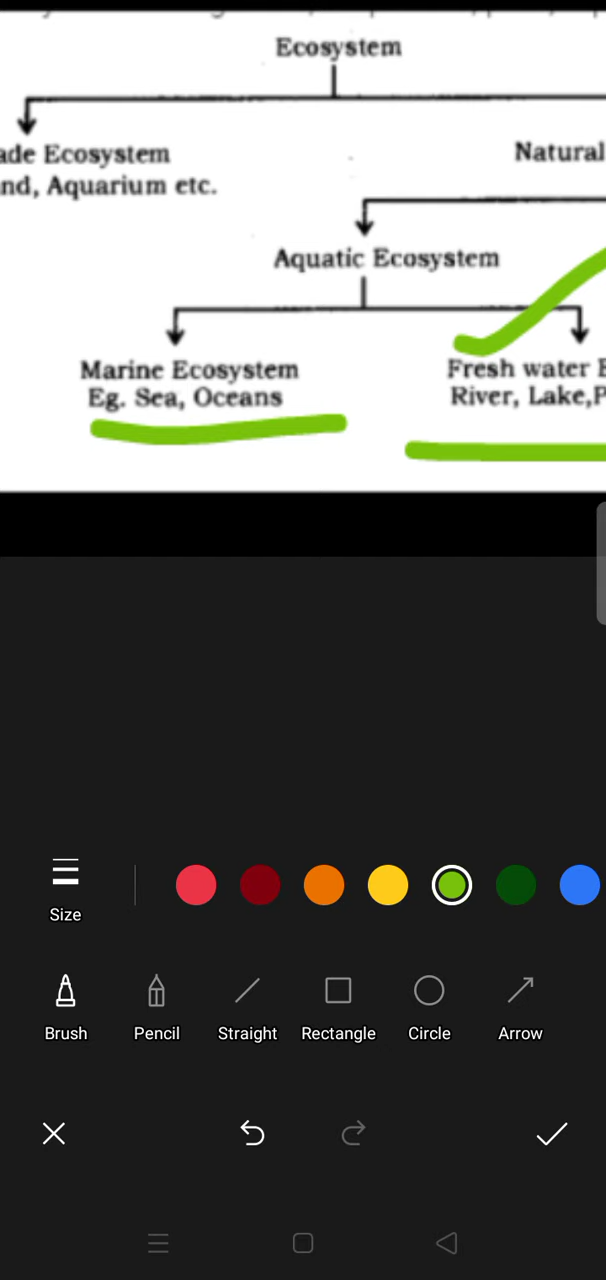 Ecosystem
ade Ecosystem
Natural
nd, Aquarium etc.
Aquatic Ecosystem
Marine Ecosystem
Eg. Sea, Oceans
Fresh water E
River, Lake,P
Size
Brush Pencil Straight Rectangle Circle Arrow